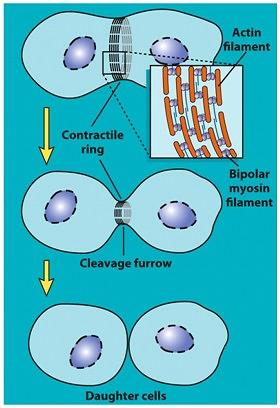 Actin
filament
Contractile
ring
Bipolar
myosin
filament
Cleavage furrow
Daughter cells